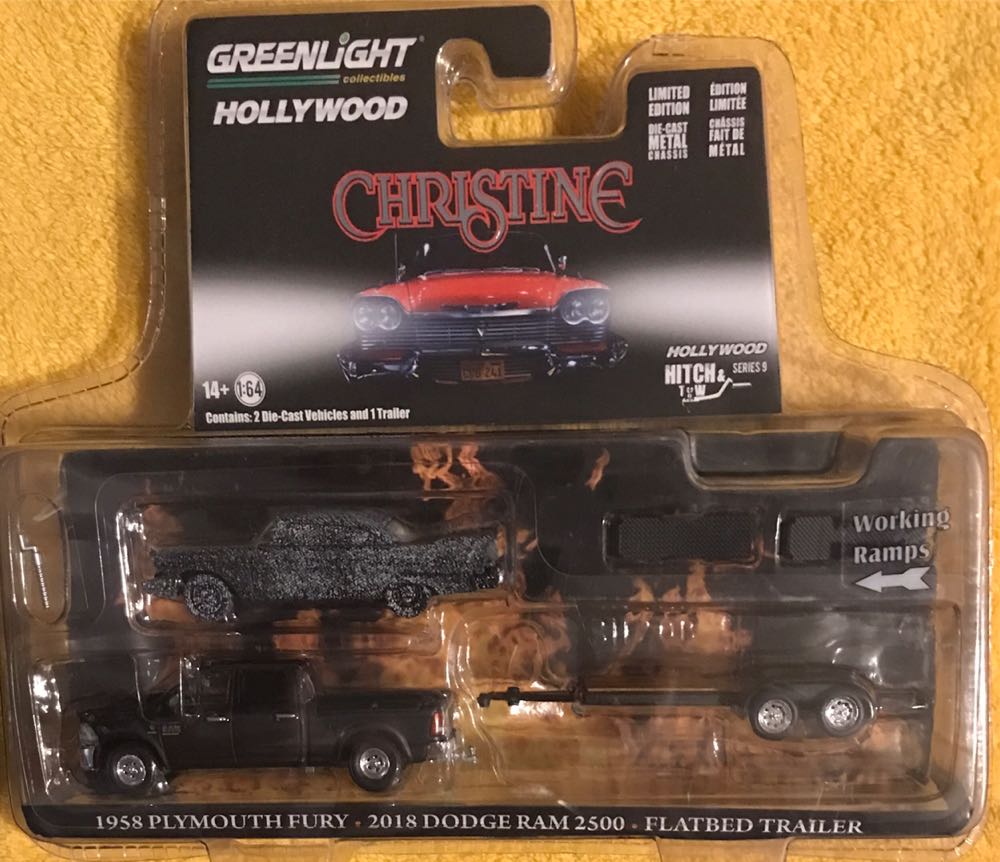 GREENLiGHT
collectibles
HOLLYWOOD
LIMITED EDITION
DIE-CAST METAL CHASSIS
ÉDITION LIMITÉE
CHÂSSIS FAIT DE MÉTAL
CHRISTINE
HOLLYWOOD
HITCH & TOW SERIES 9
14+ 1:64
Contains: 2 Die-Cast Vehicles and 1 Trailer
Working
Ramps
1958 PLYMOUTH FURY · 2018 DODGE RAM 2500 · FLATBED TRAILER